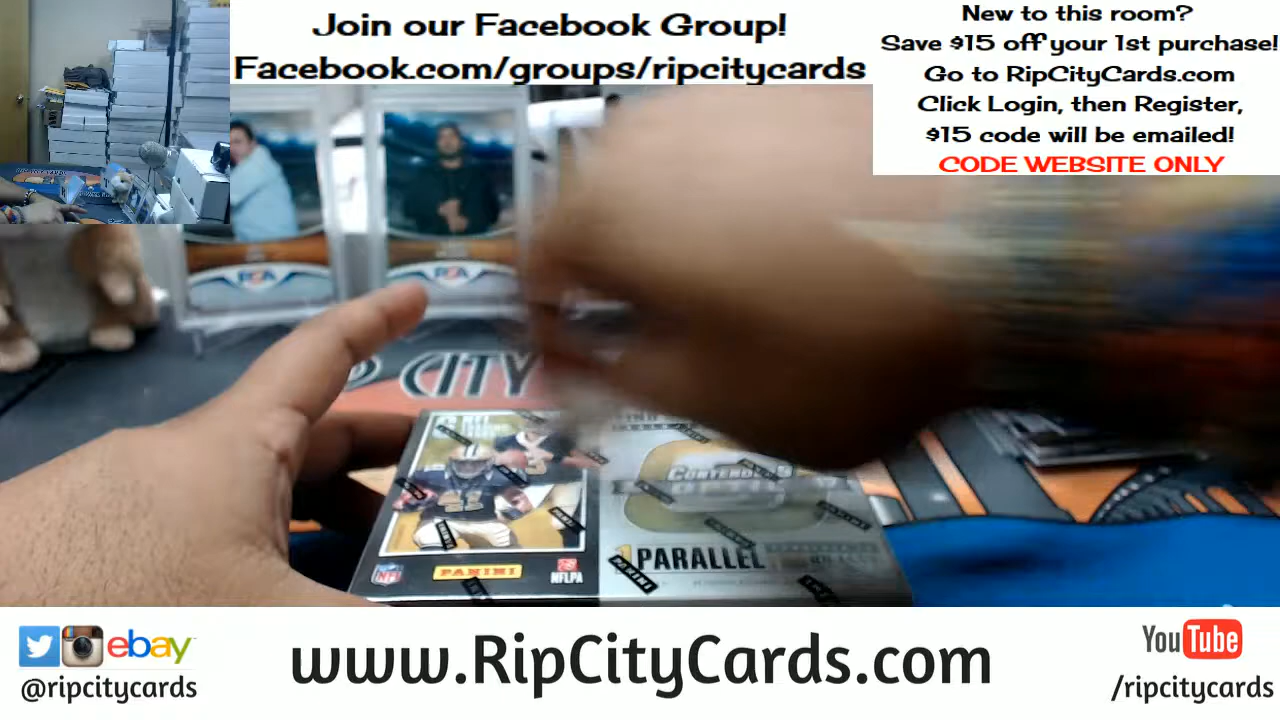 Join our Facebook Group!
Facebook.com/groups/ripcitycards
New to this room?
Save $15 off your 1st purchase!
Go to RipCityCards.com
Click Login, then Register,
$15 code will be emailed!
CODE WEBSITE ONLY
CITY
CONTENDERS
1 PARALLEL
PANINI
NFL
NFLPA
ebay
@ripcitycards
www.RipCityCards.com
YouTube
/ripcitycards